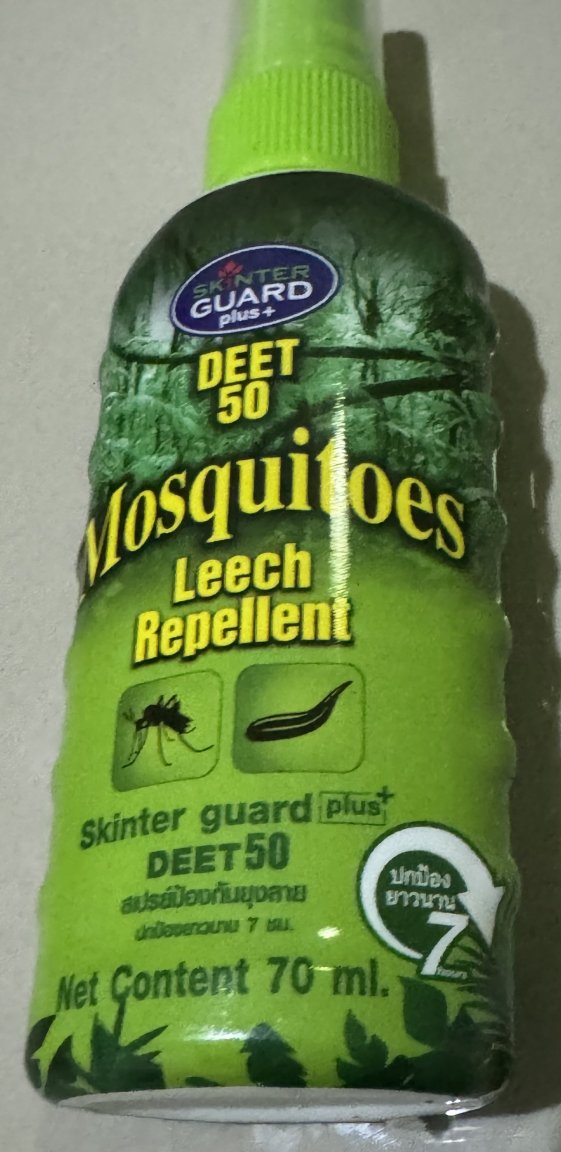 SKINTER
GUARD
plus+
DEET
50
Mosquitoes
Leech
Repellent
Skinter guard plus+
DEET 50
สเปรย์ป้องกันยุงลาย
ปกป้องยาวนาน 7 ชม.
ปกป้อง
ยาวนาน
7
Net Content 70 ml.